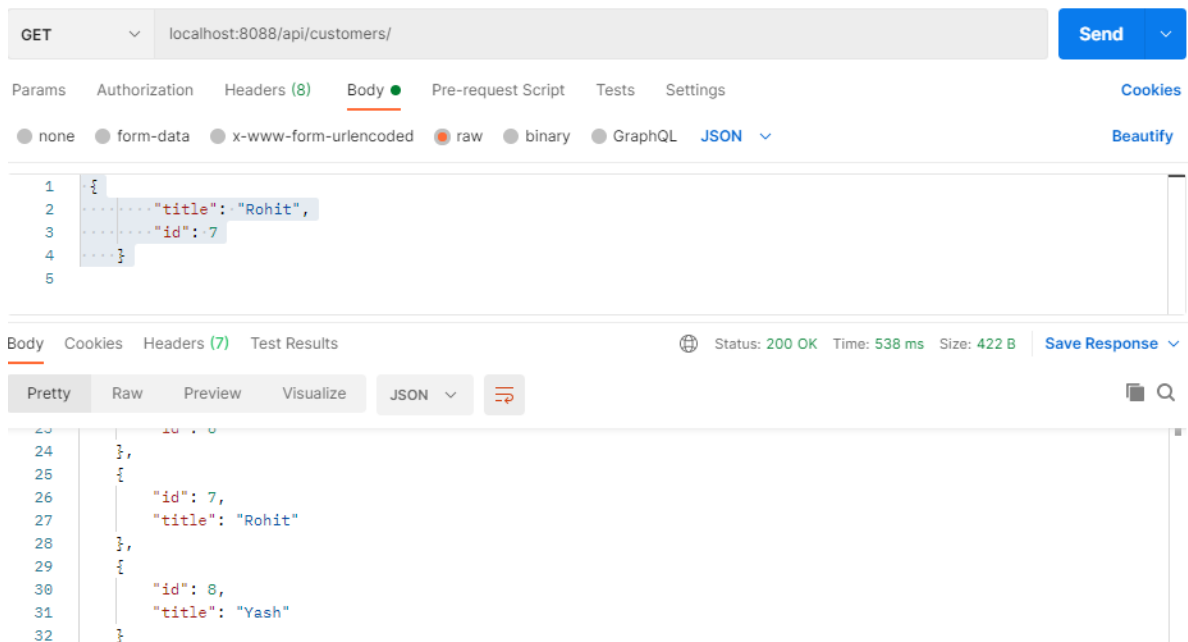 GET localhost:8088/api/customers/ Send
Params Authorization Headers (8) Body Pre-request Script Tests Settings Cookies
none form-data x-www-form-urlencoded raw binary GraphQL JSON Beautify
1 {
2 "title": "Rohit",
3 "id": 7
4 }
5
Body Cookies Headers (7) Test Results Status: 200 OK Time: 538 ms Size: 422 B Save Response
Pretty Raw Preview Visualize JSON
24 },
25 {
26 "id": 7,
27 "title": "Rohit"
28 },
29 {
30 "id": 8,
31 "title": "Yash"
32 }